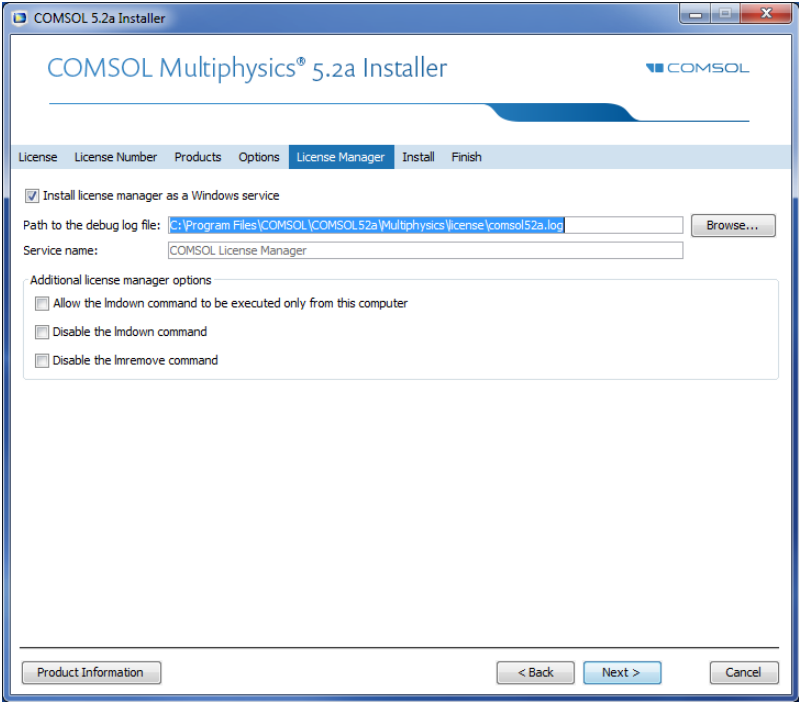 COMSOL 5.2a Installer
COMSOL Multiphysics® 5.2a Installer
COMSOL
License License Number Products Options License Manager Install Finish
Install license manager as a Windows service
Path to the debug log file: C:\Program Files\COMSOL\COMSOL52a\Multiphysics\license\comsol52a.log Browse...
Service name: COMSOL License Manager
Additional license manager options
Allow the lmdown command to be executed only from this computer
Disable the lmdown command
Disable the lmremove command
Product Information < Back Next > Cancel